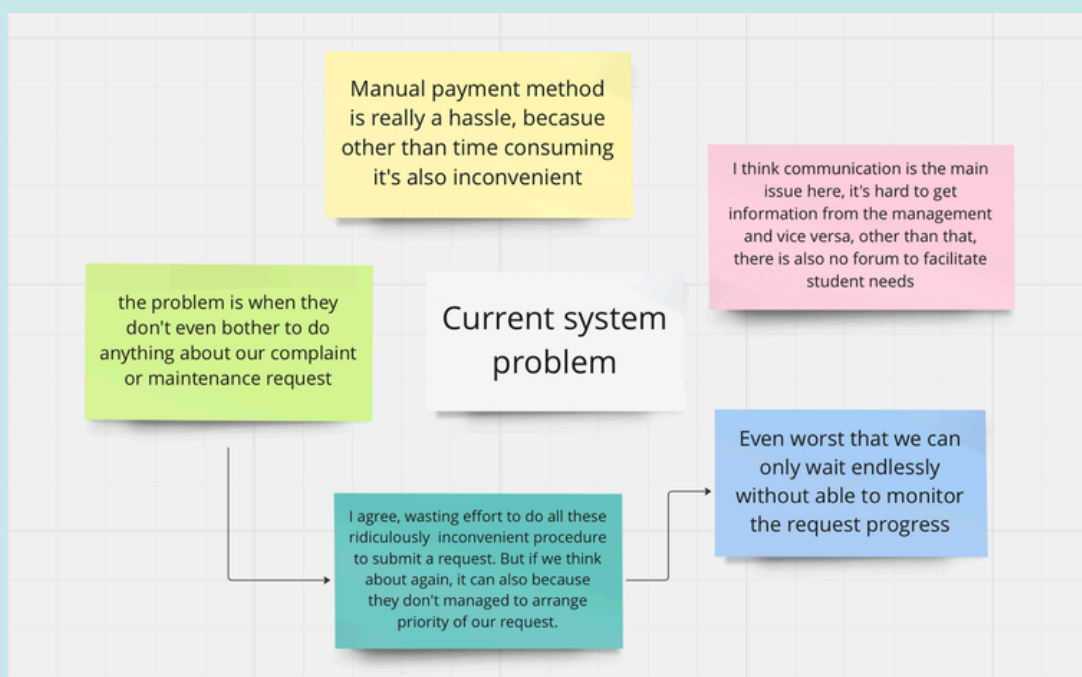 Manual payment method
is really a hassle, becasue
other than time consuming
it's also inconvenient
I think communication is the main
issue here, it's hard to get
information from the management
and vice versa, other than that,
there is also no forum to facilitate
student needs
the problem is when they
don't even bother to do
anything about our complaint
or maintenance request
Current system
problem
I agree, wasting effort to do all these
ridiculously inconvenient procedure
to submit a request. But if we think
about again, it can also because
they don't managed to arrange
priority of our request.
Even worst that we can
only wait endlessly
without able to monitor
the request progress